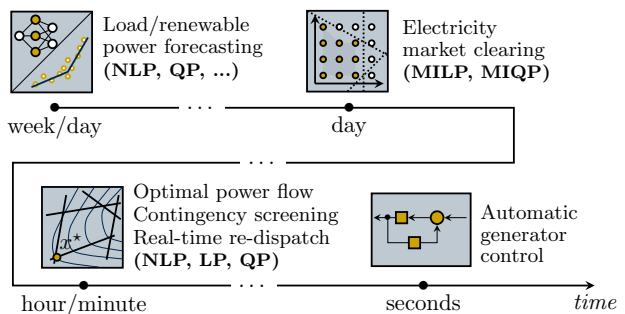 Load/renewable
power forecasting
(NLP, QP, ...)
Electricity
market clearing
(MILP, MIQP)
...
week/day
day
...
x*
Optimal power flow
Contingency screening
Real-time re-dispatch
(NLP, LP, QP)
Automatic
generator
control
...
hour/minute
seconds
time